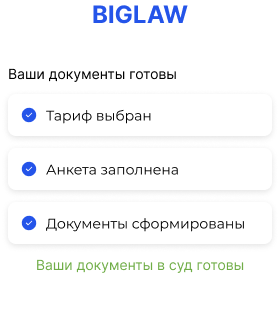 BIGLAW
Ваши документы готовы
Тариф выбран
Анкета заполнена
Документы сформированы
Ваши документы в суд готовы